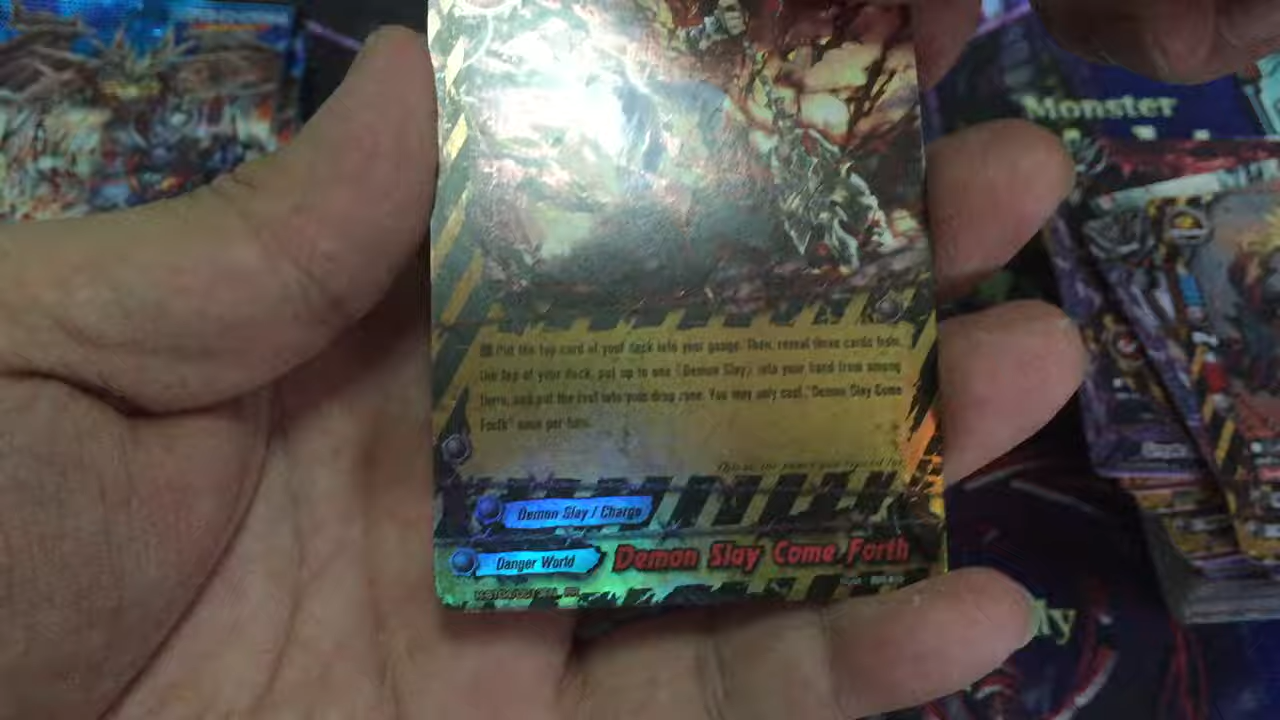 Monster
Put the top card of your deck into your gauge. Then, reveal three cards from
the top of your deck, put up to one《Demon Slay》into your hand from among
them, and put the rest into your drop zone. You may only cast "Demon Slay Come
Forth" once per turn.
Demon Slay / Charge
Danger World
Demon Slay Come Forth